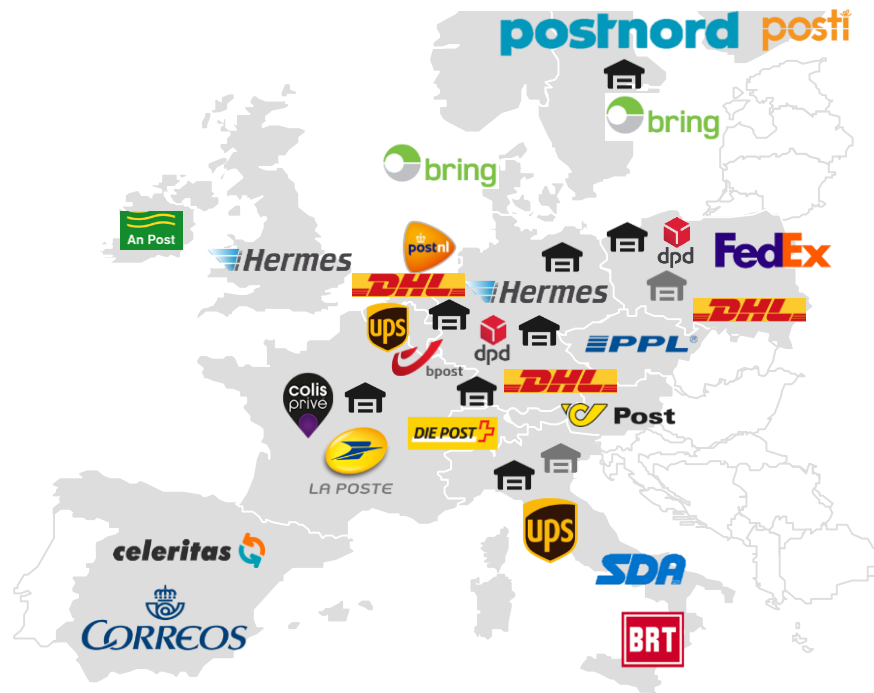 postnord
posti
bring
bring
An Post
Hermes
postnl
dpd
FedEx
DHL
Hermes
DHL
ups
dpd
PPL®
bpost
DHL
colis
prive
Post
DIE POST
LA POSTE
ups
celeritas
SDA
CORREOS
BRT